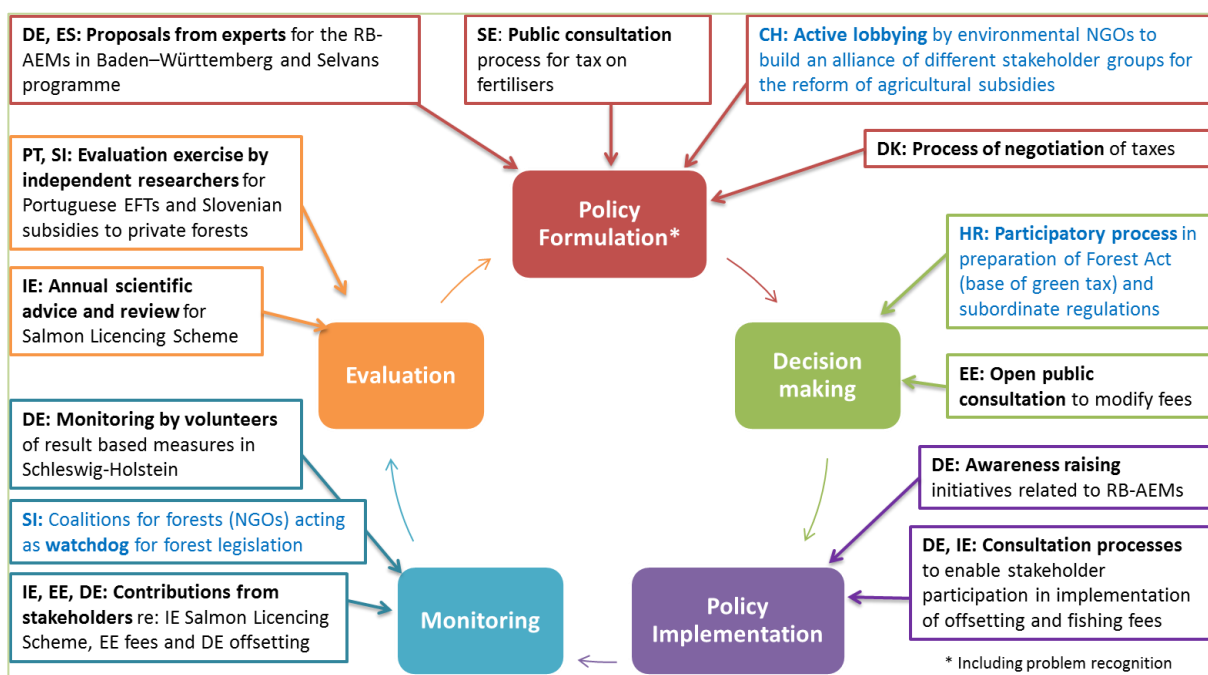 DE, ES: Proposals from experts for the RB-
AEMs in Baden–Württemberg and Selvans
programme
SE: Public consultation
process for tax on
fertilisers
CH: Active lobbying by environmental NGOs to
build an alliance of different stakeholder groups for
the reform of agricultural subsidies
DK: Process of negotiation of taxes
PT, SI: Evaluation exercise by
independent researchers for
Portuguese EFTs and Slovenian
subsidies to private forests
Policy
Formulation*
HR: Participatory process in
preparation of Forest Act
(base of green tax) and
subordinate regulations
IE: Annual scientific
advice and review for
Salmon Licencing Scheme
Evaluation
Decision
making
EE: Open public
consultation to modify fees
DE: Monitoring by volunteers
of result based measures in
Schleswig-Holstein
DE: Awareness raising
initiatives related to RB-AEMs
SI: Coalitions for forests (NGOs) acting
as watchdog for forest legislation
DE, IE: Consultation processes
to enable stakeholder
participation in implementation
of offsetting and fishing fees
IE, EE, DE: Contributions from
stakeholders re: IE Salmon Licencing
Scheme, EE fees and DE offsetting
Monitoring
Policy
Implementation
* Including problem recognition